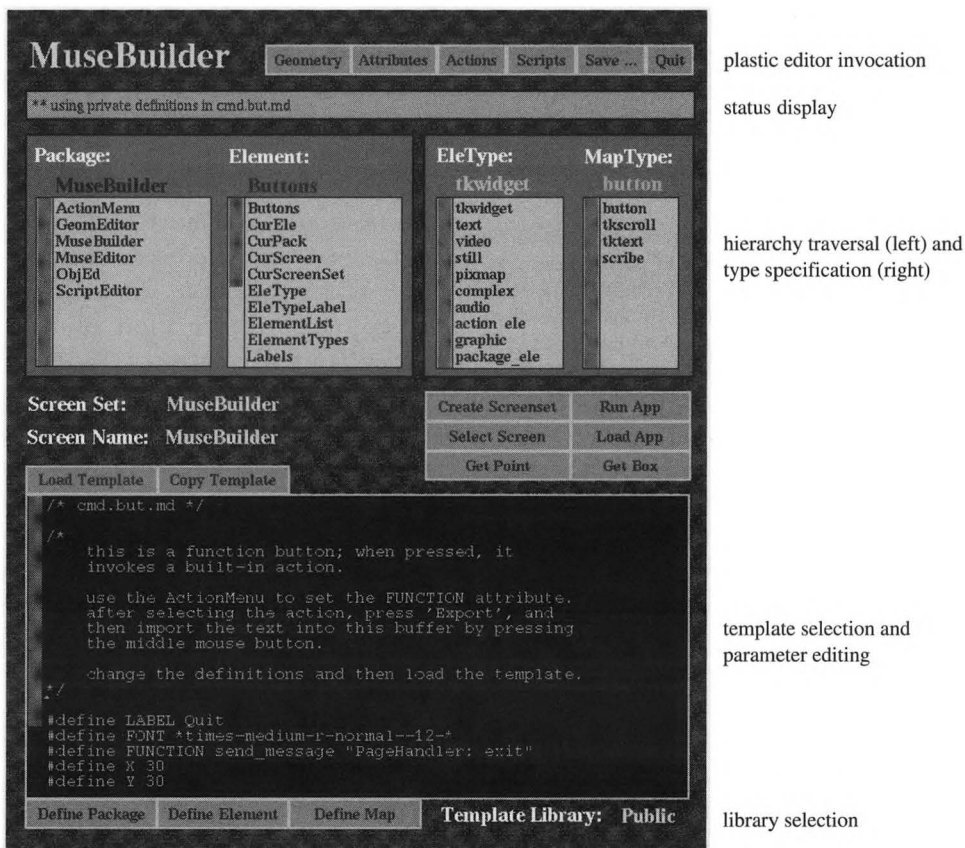 MuseBuilder
Geometry Attributes Actions Scripts Save ... Quit
plastic editor invocation
** using private definitions in cmd.but.md
status display
Package:
MuseBuilder
ActionMenu
GeomEditor
MuseBuilder
MuseEditor
ObjEd
ScriptEditor
Element:
Buttons
Buttons
CurEle
CurPack
CurScreen
CurScreenSet
EleType
EleTypeLabel
ElementList
ElementTypes
Labels
EleType:
tkwidget
tkwidget
text
video
still
pixmap
complex
audio
action_ele
graphic
package_ele
MapType:
button
button
tkscroll
tktext
scribe
hierarchy traversal (left) and
type specification (right)
Screen Set: MuseBuilder
Screen Name: MuseBuilder
Create Screenset Run App
Select Screen Load App
Get Point Get Box
Load Template Copy Template
/* cmd.but.md */
/*
this is a function button; when pressed, it
invokes a built-in action.
use the ActionMenu to set the FUNCTION attribute.
after selecting the action, press 'Export', and
then import the text into this buffer by pressing
the middle mouse button.
change the definitions and then load the template.
*/
#define LABEL Quit
#define FONT *times-medium-r-normal--12-*
#define FUNCTION send_message "PageHandler: exit"
#define X 30
#define Y 30
template selection and
parameter editing
Define Package Define Element Define Map
Template Library: Public
library selection